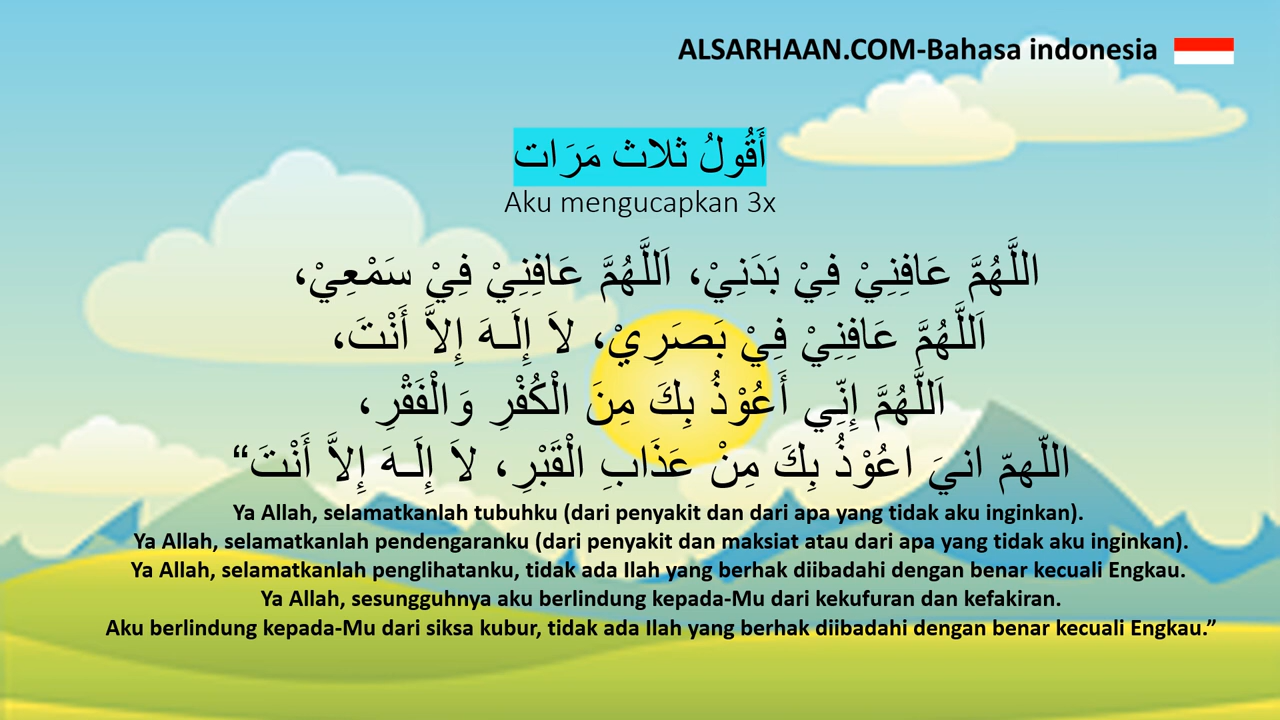 ALSARHAAN.COM-Bahasa indonesia
أَقُولُ ثلاث مَرَات
Aku mengucapkan 3x
اللَّهُمَّ عَافِنِيْ فِيْ بَدَنِيْ، اَللَّهُمَّ عَافِنِيْ فِيْ سَمْعِيْ،
اَللَّهُمَّ عَافِنِيْ فِيْ بَصَرِيْ، لاَ إِلَـهَ إِلاَّ أَنْتَ،
اَللَّهُمَّ إِنِّي أَعُوْذُ بِكَ مِنَ الْكُفْرِ وَالْفَقْرِ،
اللّهمّ انيَ اعُوْذُ بِكَ مِنْ عَذَابِ الْقَبْرِ، لاَ إِلَـهَ إِلاَّ أَنْتَ“
Ya Allah, selamatkanlah tubuhku (dari penyakit dan dari apa yang tidak aku inginkan).
Ya Allah, selamatkanlah pendengaranku (dari penyakit dan maksiat atau dari apa yang tidak aku inginkan).
Ya Allah, selamatkanlah penglihatanku, tidak ada Ilah yang berhak diibadahi dengan benar kecuali Engkau.
Ya Allah, sesungguhnya aku berlindung kepada-Mu dari kekufuran dan kefakiran.
Aku berlindung kepada-Mu dari siksa kubur, tidak ada Ilah yang berhak diibadahi dengan benar kecuali Engkau.”